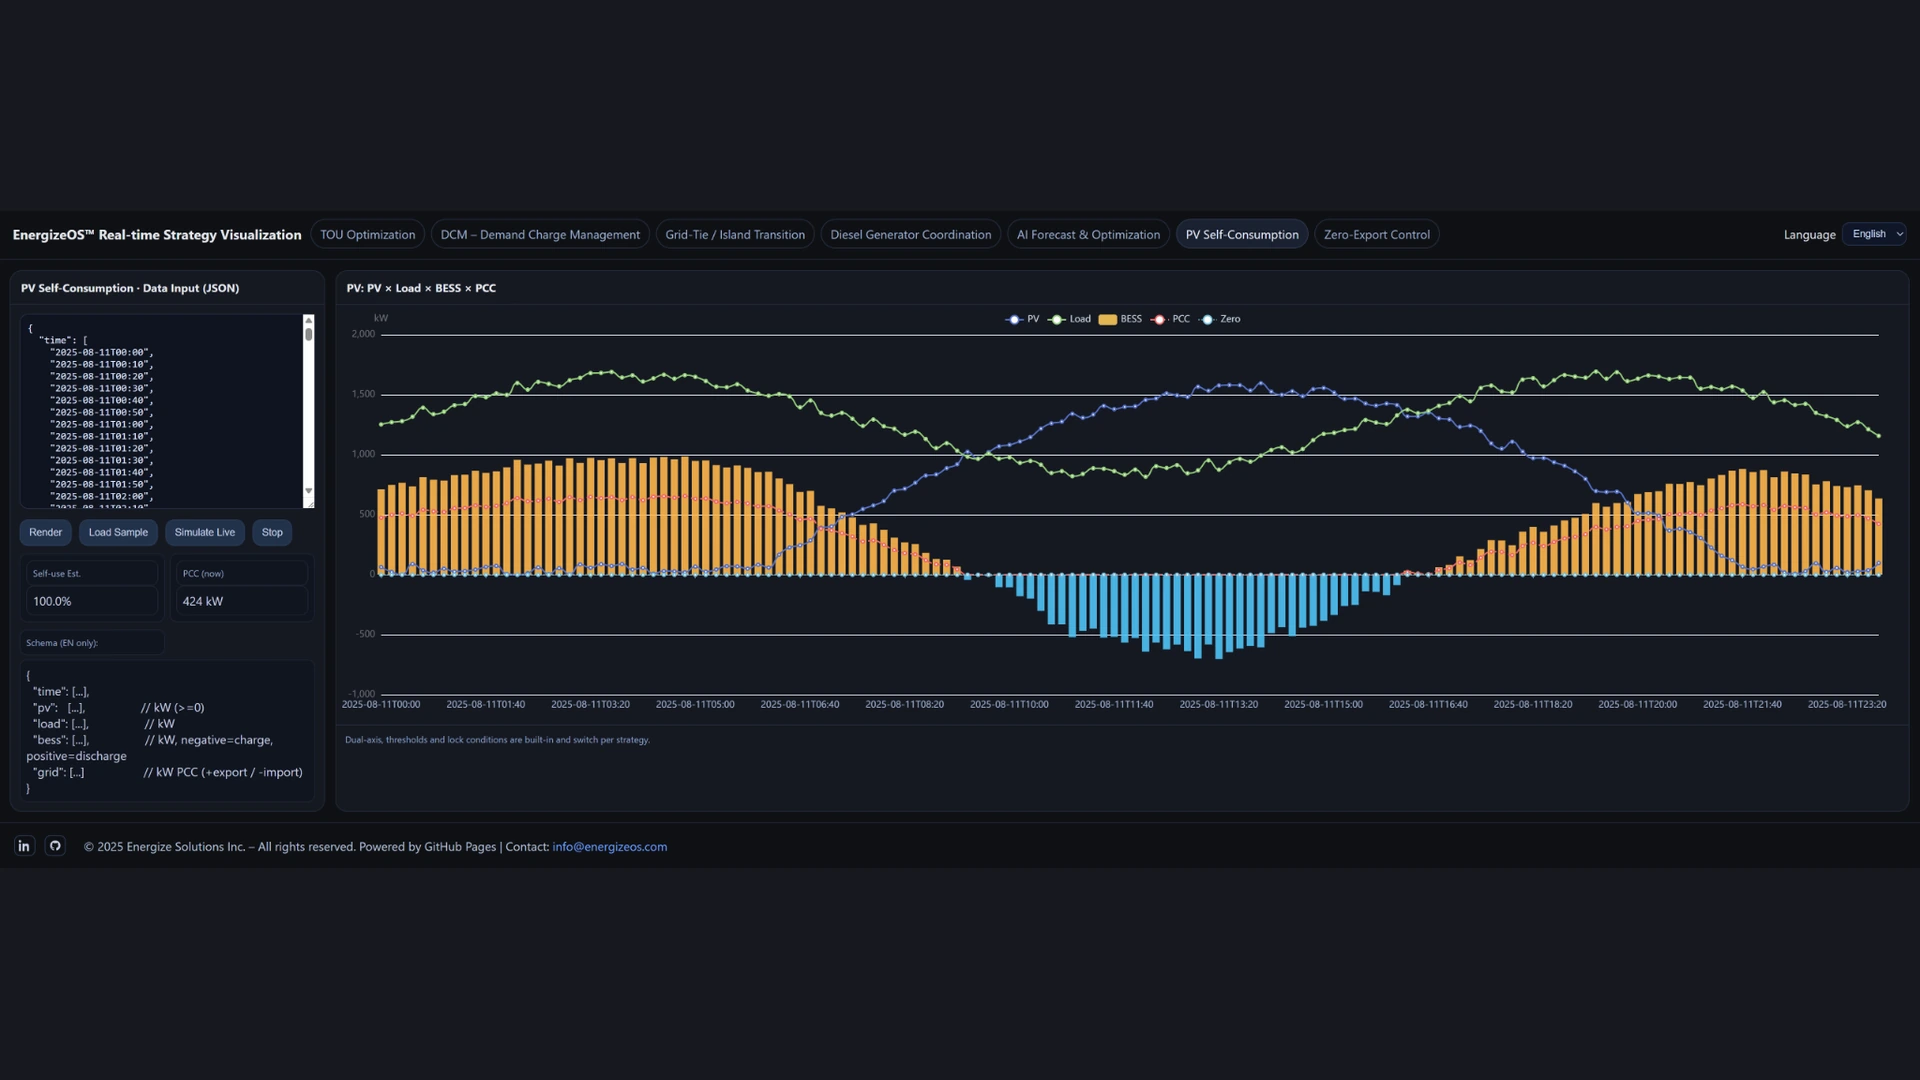 EnergizeOS™ Real-time Strategy Visualization
TOU Optimization
DCM – Demand Charge Management
Grid-Tie / Island Transition
Diesel Generator Coordination
AI Forecast & Optimization
PV Self-Consumption
Zero-Export Control
Language
English
PV Self-Consumption · Data Input (JSON)
{
"time": [
"2025-08-11T00:00",
"2025-08-11T00:10",
"2025-08-11T00:20",
"2025-08-11T00:30",
"2025-08-11T00:40",
"2025-08-11T00:50",
"2025-08-11T01:00",
"2025-08-11T01:10",
"2025-08-11T01:20",
"2025-08-11T01:30",
"2025-08-11T01:40",
"2025-08-11T01:50",
"2025-08-11T02:00",
"2025-08-11T02:10",
Render
Load Sample
Simulate Live
Stop
Self-use Est.
100.0%
PCC (now)
424 kW
Schema (EN only):
{
"time": [...],
"pv": [...], // kW (>=0)
"load": [...], // kW
"bess": [...], // kW, negative=charge,
positive=discharge
"grid": [...] // kW PCC (+export / -import)
}
PV: PV × Load × BESS × PCC
kW
PV
Load
BESS
PCC
Zero
2,000
1,500
1,000
500
0
-500
-1,000
2025-08-11T00:00
2025-08-11T01:40
2025-08-11T03:20
2025-08-11T05:00
2025-08-11T06:40
2025-08-11T08:20
2025-08-11T10:00
2025-08-11T11:40
2025-08-11T13:20
2025-08-11T15:00
2025-08-11T16:40
2025-08-11T18:20
2025-08-11T20:00
2025-08-11T21:40
2025-08-11T23:20
Dual-axis, thresholds and lock conditions are built-in and switch per strategy.
in
© 2025 Energize Solutions Inc. – All rights reserved. Powered by GitHub Pages | Contact: info@energizeos.com